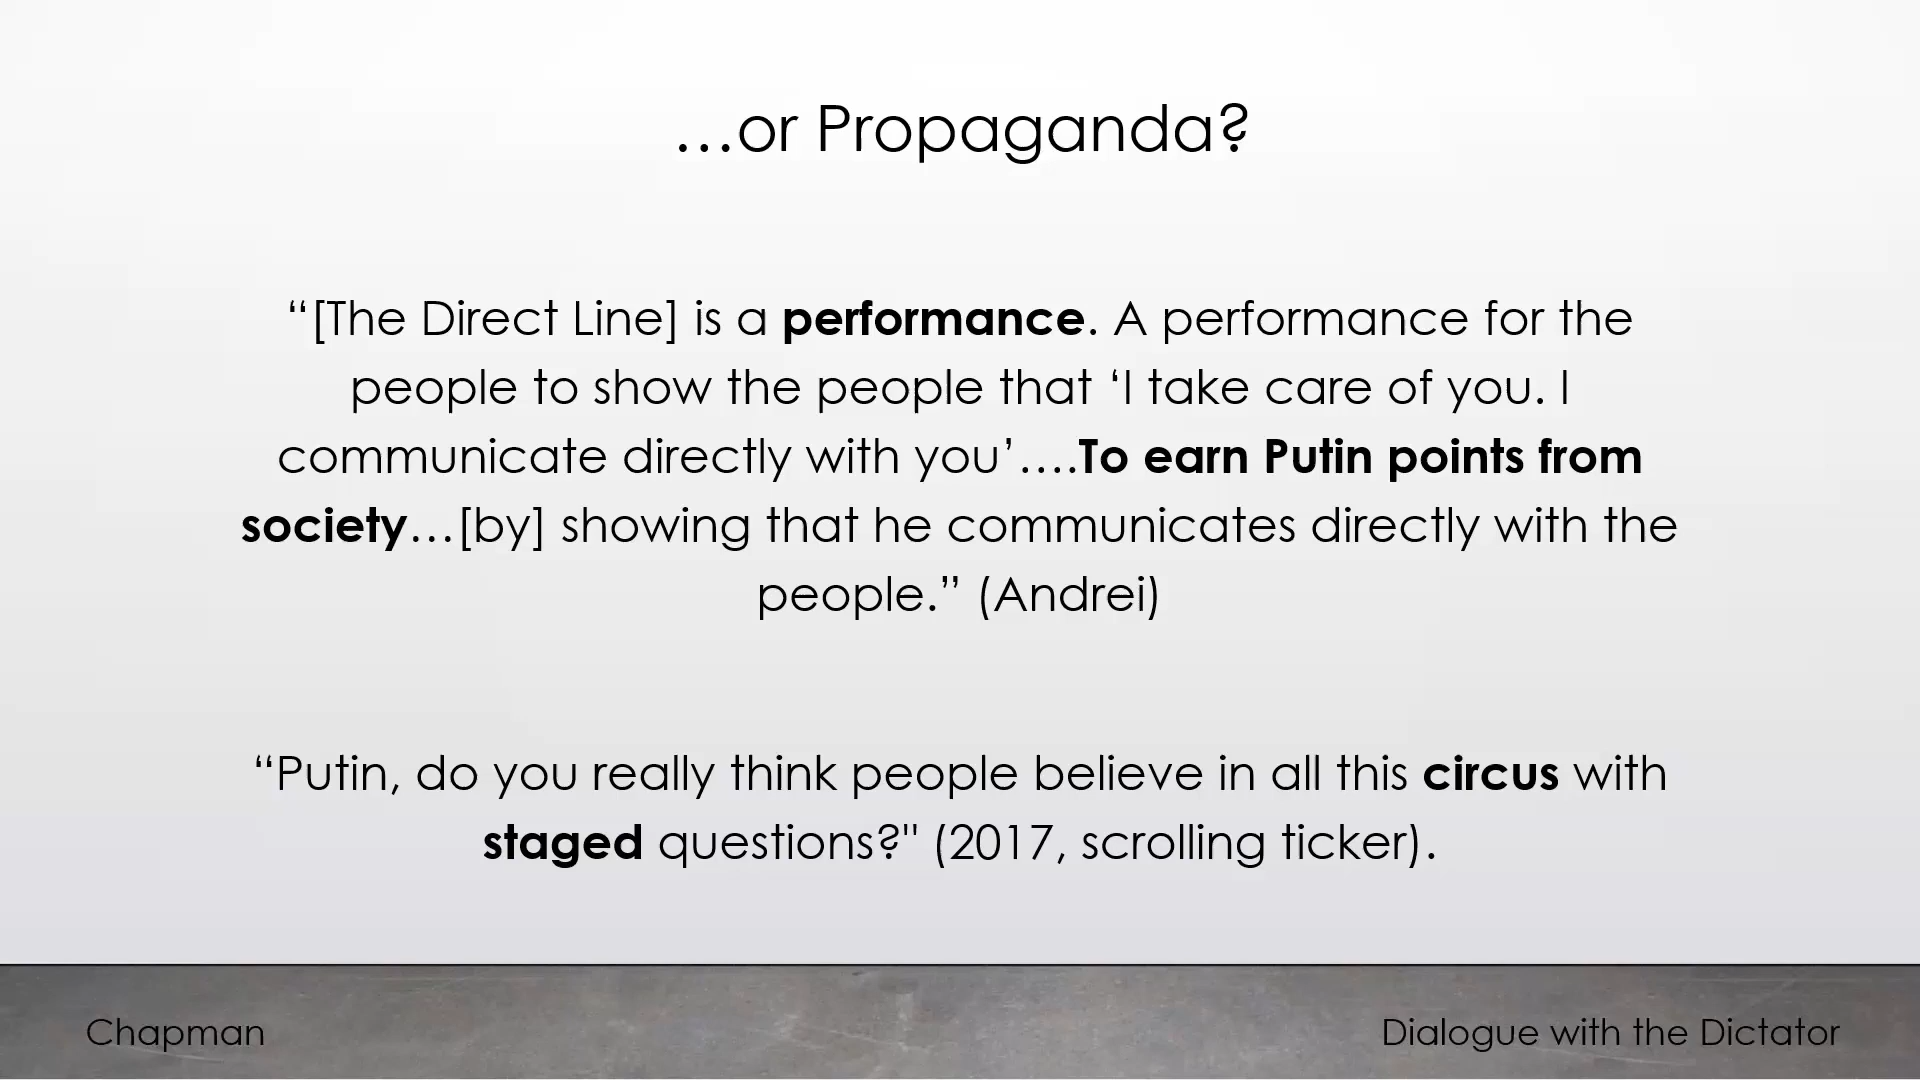 …or Propaganda?
“[The Direct Line] is a performance. A performance for the
people to show the people that ‘I take care of you. I
communicate directly with you’….To earn Putin points from
society…[by] showing that he communicates directly with the
people.” (Andrei)
“Putin, do you really think people believe in all this circus with
staged questions?" (2017, scrolling ticker).
Chapman
Dialogue with the Dictator